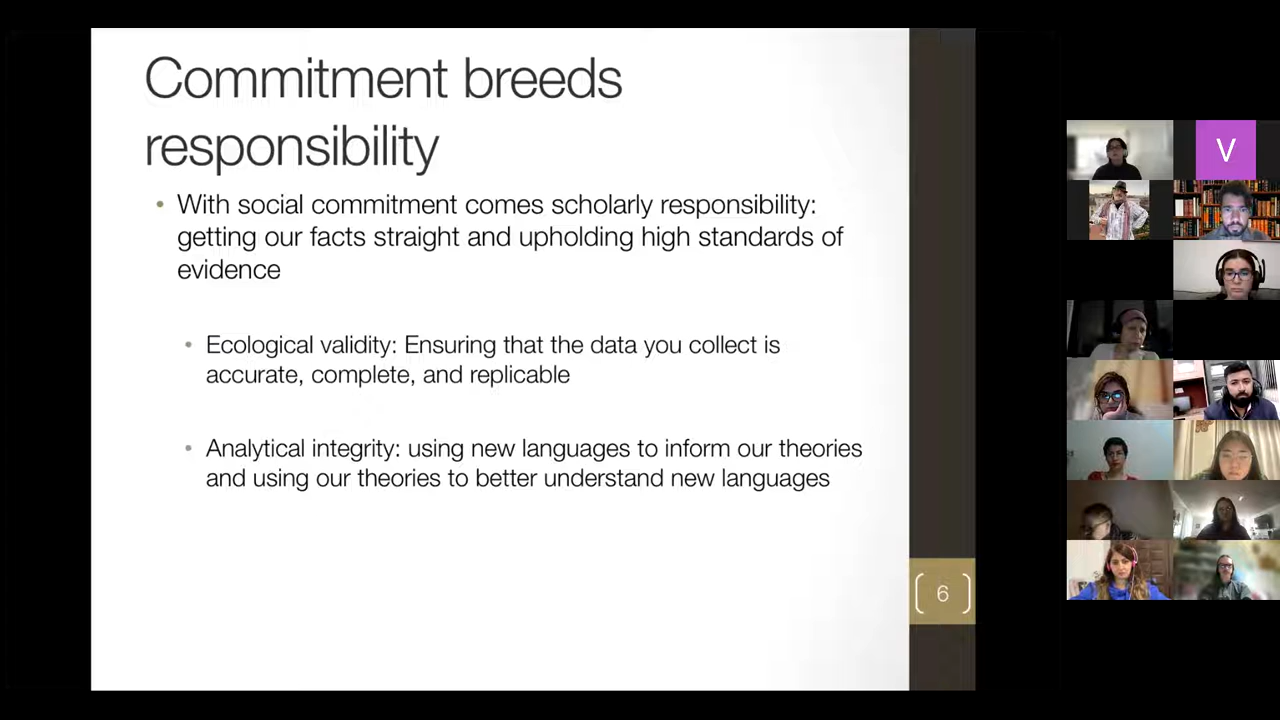 Commitment breeds
responsibility
• With social commitment comes scholarly responsibility:
getting our facts straight and upholding high standards of
evidence
• Ecological validity: Ensuring that the data you collect is
accurate, complete, and replicable
• Analytical integrity: using new languages to inform our theories
and using our theories to better understand new languages
6
V